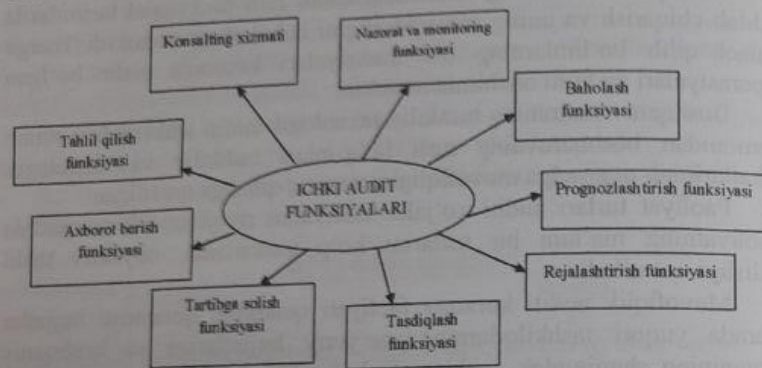 Konsalting xizmati
Nazorat va monitoring
funksiyasi
Baholash
funksiyasi
Tahlil qilish
funksiyasi
ICHKI AUDIT
FUNKSIYALARI
Prognozlashtirish funksiyasi
Axborot berish
funksiyasi
Rejalashtirish funksiyasi
Tartibga solish
funksiyasi
Tasdiqlash
funksiyasi